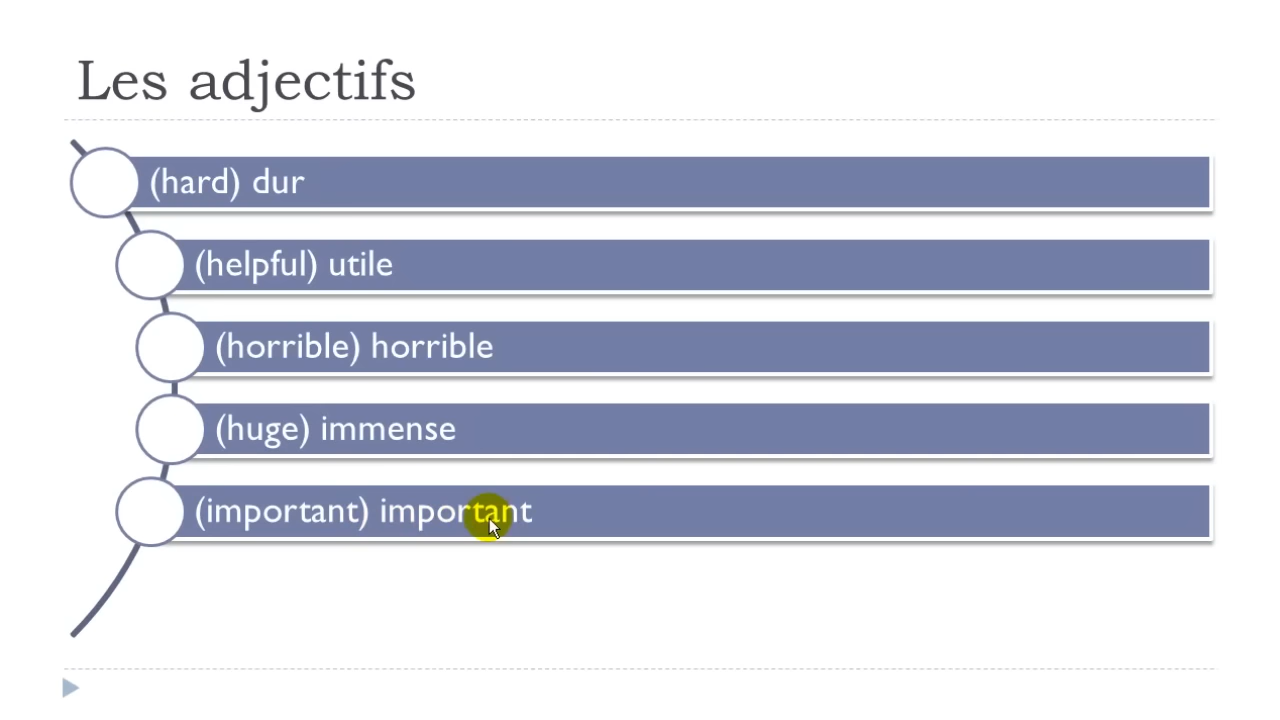 Les adjectifs
(hard) dur
(helpful) utile
(horrible) horrible
(huge) immense
(important) important